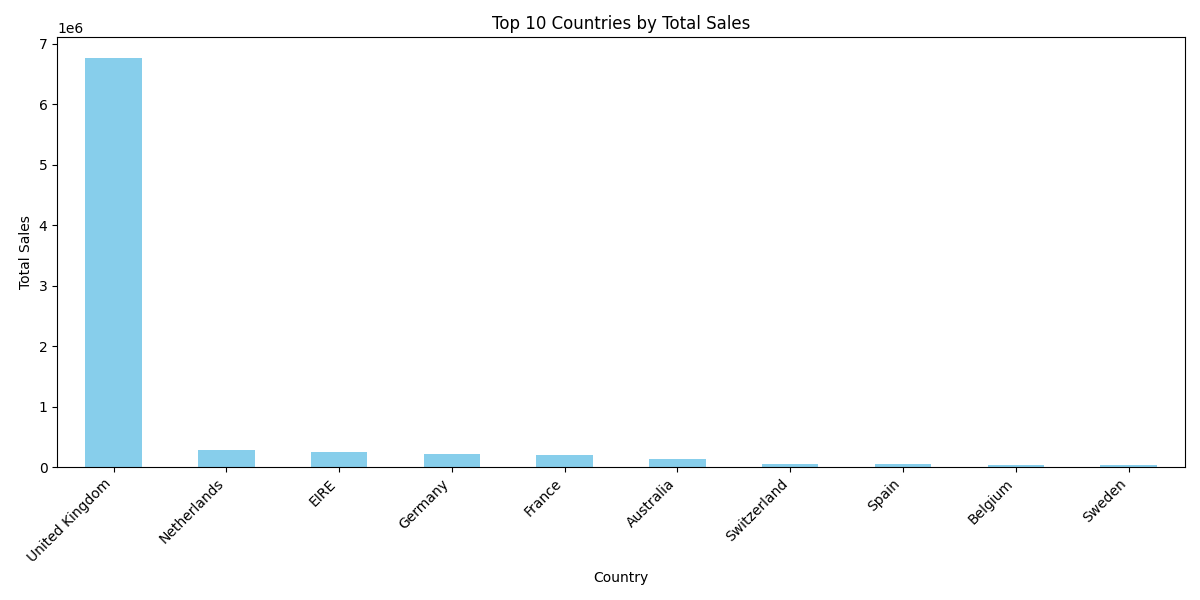 Top 10 Countries by Total Sales
1e6
7
6
5
4
3
2
1
0
Total Sales
United Kingdom
Netherlands
EIRE
Germany
France
Australia
Switzerland
Spain
Belgium
Sweden
Country